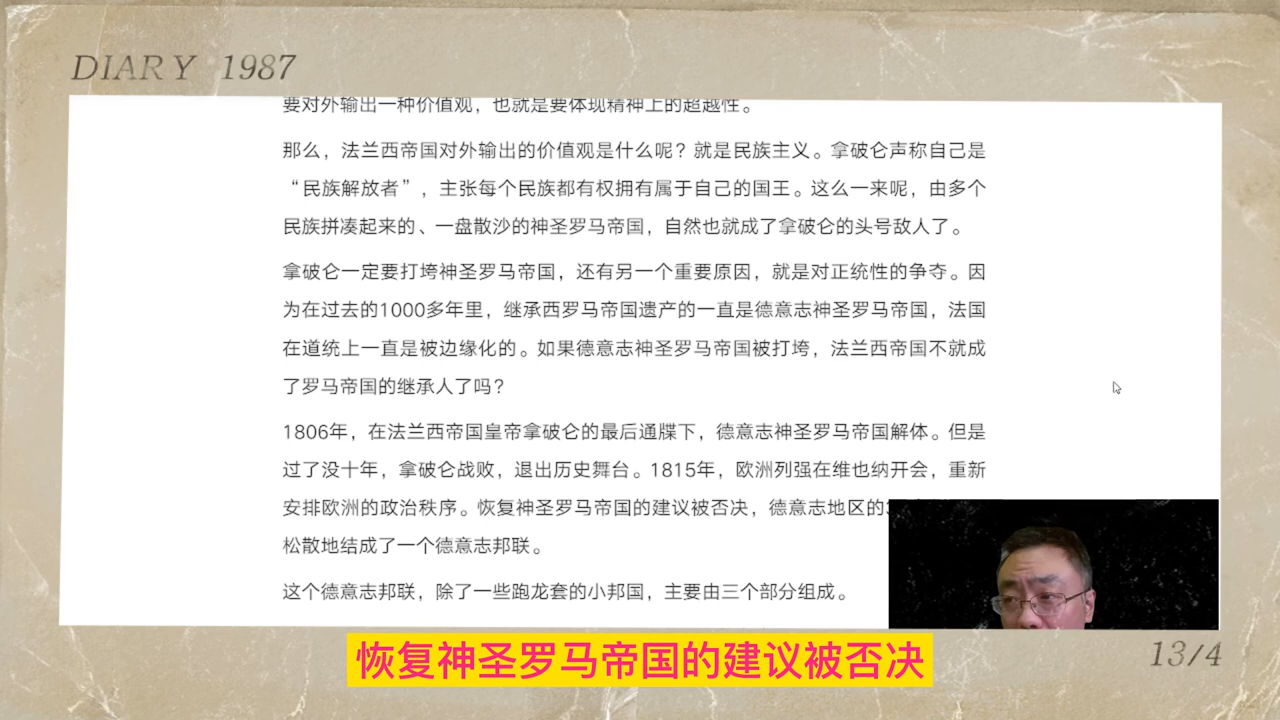 DIARY 1987
要对外输出一种价值观，也就是要体现精神上的超越性。
那么，法兰西帝国对外输出的价值观是什么呢？就是民族主义。拿破仑声称自己是
“民族解放者”，主张每个民族都有权拥有属于自己的国王。这么一来呢，由多个
民族拼凑起来的、一盘散沙的神圣罗马帝国，自然也就成了拿破仑的头号敌人了。
拿破仑一定要打垮神圣罗马帝国，还有另一个重要原因，就是对正统性的争夺。因
为在过去的1000多年里，继承西罗马帝国遗产的一直是德意志神圣罗马帝国，法国
在道统上一直是被边缘化的。如果德意志神圣罗马帝国被打垮，法兰西帝国不就成
了罗马帝国的继承人了吗？
1806年，在法兰西帝国皇帝拿破仑的最后通牒下，德意志神圣罗马帝国解体。但是
过了没十年，拿破仑战败，退出历史舞台。1815年，欧洲列强在维也纳开会，重新
安排欧洲的政治秩序。恢复神圣罗马帝国的建议被否决，德意志地区的
松散地结成了一个德意志邦联。
这个德意志邦联，除了一些跑龙套的小邦国，主要由三个部分组成。
恢复神圣罗马帝国的建议被否决
13/4